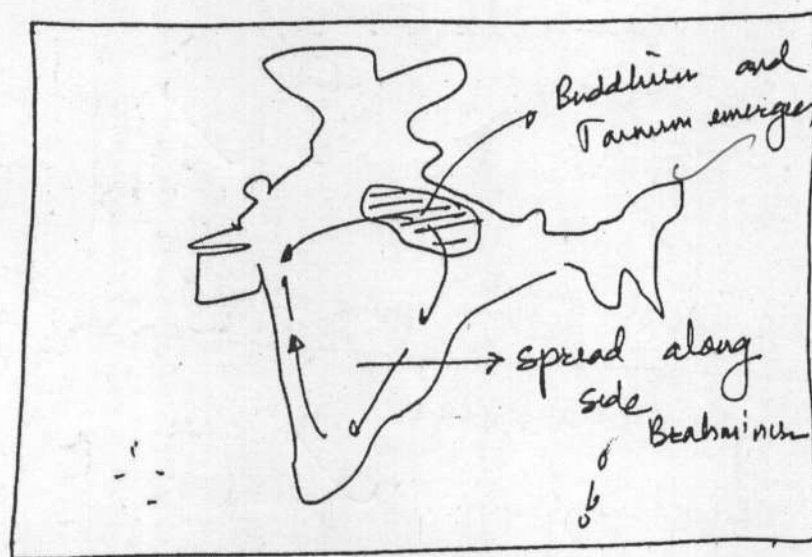 Buddhism and
Jainism emerged
spread along
side
Brahminism